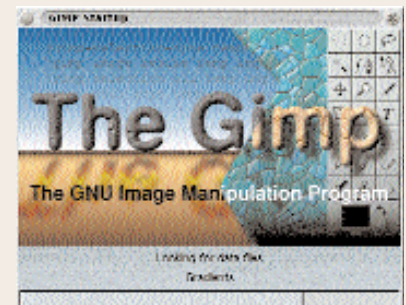 GIMP Startup
The Gimp
The GNU Image Manipulation Program
Looking for data files
Gradients